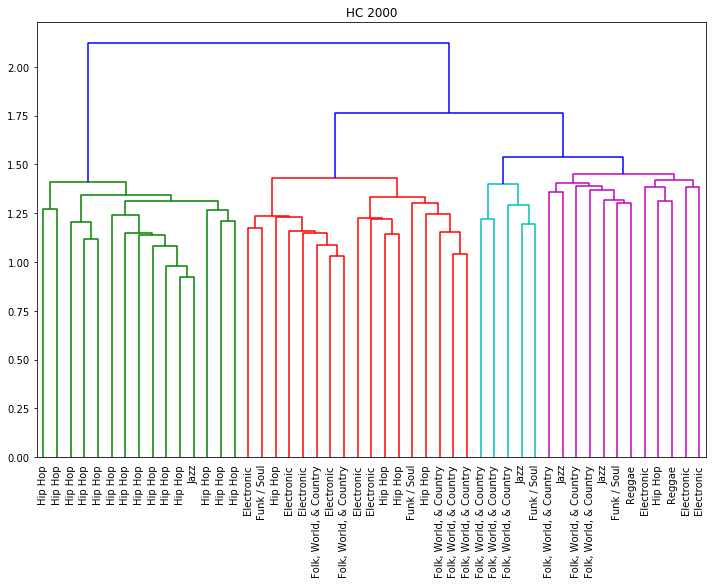 HC 2000
2.00
1.75
1.50
1.25
1.00
0.75
0.50
0.25
0.00
Hip Hop
Hip Hop
Hip Hop
Hip Hop
Hip Hop
Hip Hop
Hip Hop
Hip Hop
Hip Hop
Hip Hop
Hip Hop
Jazz
Hip Hop
Hip Hop
Hip Hop
Electronic
Funk / Soul
Hip Hop
Electronic
Electronic
Folk, World, & Country
Electronic
Folk, World, & Country
Electronic
Electronic
Hip Hop
Hip Hop
Funk / Soul
Hip Hop
Folk, World, & Country
Folk, World, & Country
Folk, World, & Country
Folk, World, & Country
Folk, World, & Country
Folk, World, & Country
Jazz
Funk / Soul
Folk, World, & Country
Jazz
Folk, World, & Country
Folk, World, & Country
Jazz
Funk / Soul
Reggae
Electronic
Hip Hop
Reggae
Electronic
Electronic